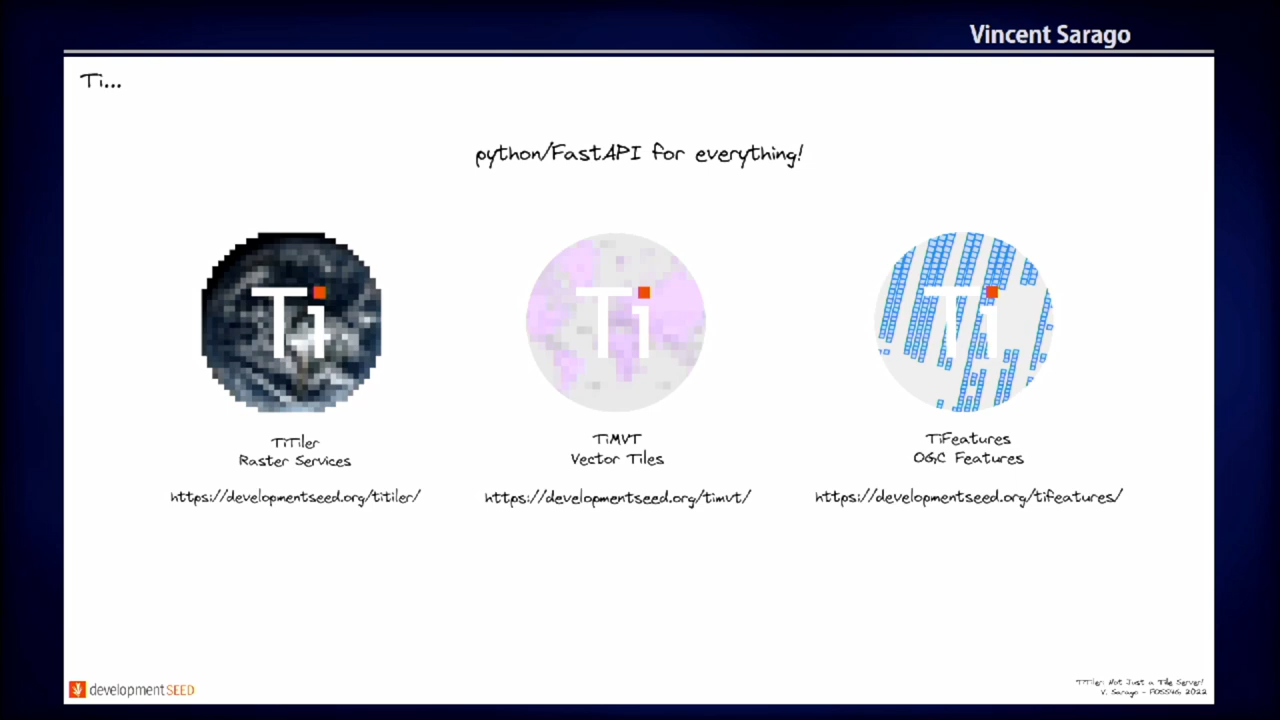 Vincent Sarago
Ti...
python/FastAPI for everything!
Ti
Ti
Ti
TiTiler
Raster Services
https://developmentseed.org/titiler/
TiMVT
Vector Tiles
https://developmentseed.org/timvt/
TiFeatures
OGC Features
https://developmentseed.org/tifeatures/
developmentSEED
TiTiler: Not Just a Tile Server!
V. Sarago - FOSS4G 2022